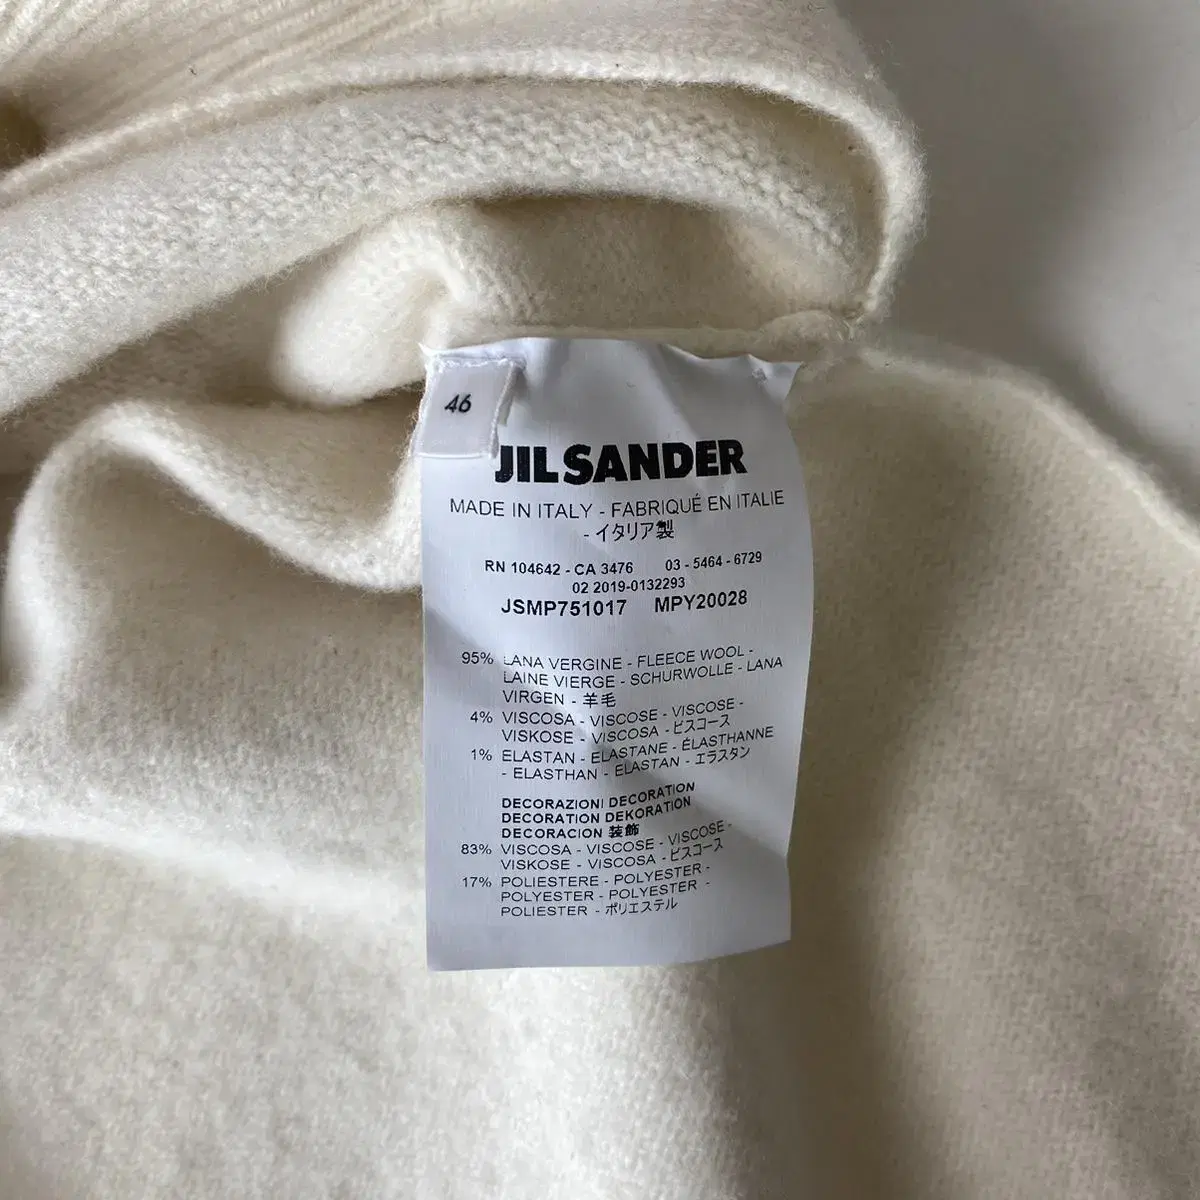 46
JIL SANDER
MADE IN ITALY - FABRIQUÉ EN ITALIE
- イタリア製
RN 104642 - CA 3476 03 - 5464 - 6729
02 2019-0132293
JSMP751017 MPY20028
95% LANA VERGINE - FLEECE WOOL -
LAINE VIERGE - SCHURWOLLE - LANA
VIRGEN - 羊毛
4% VISCOSA - VISCOSE - VISCOSE -
VISKOSE - VISCOSA - ビスコース
1% ELASTAN - ELASTANE - ÉLASTHANNE
- ELASTHAN - ELASTAN - エラスタン
DECORAZIONI DECORATION
DECORATION DEKORATION
DECORACION 装飾
83% VISCOSA - VISCOSE - VISCOSE -
VISKOSE - VISCOSA - ビスコース
17% POLIESTERE - POLYESTER -
POLYESTER - POLYESTER -
POLIESTER - ポリエステル